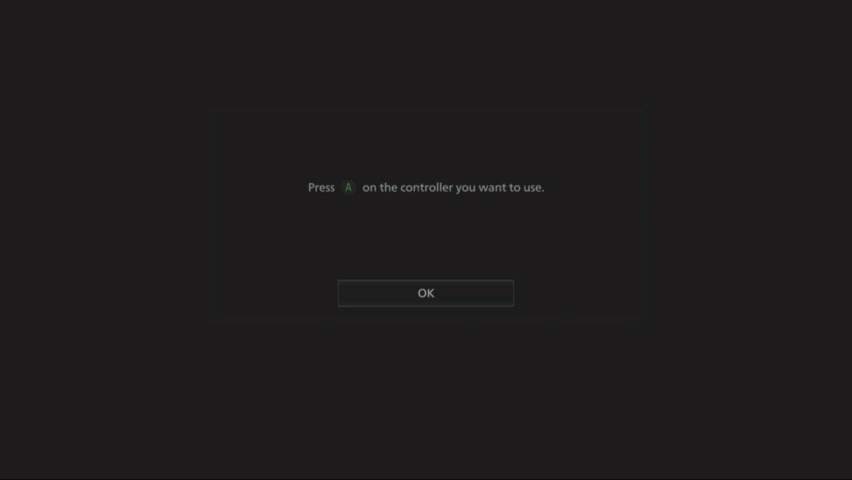 Press A on the controller you want to use.
OK